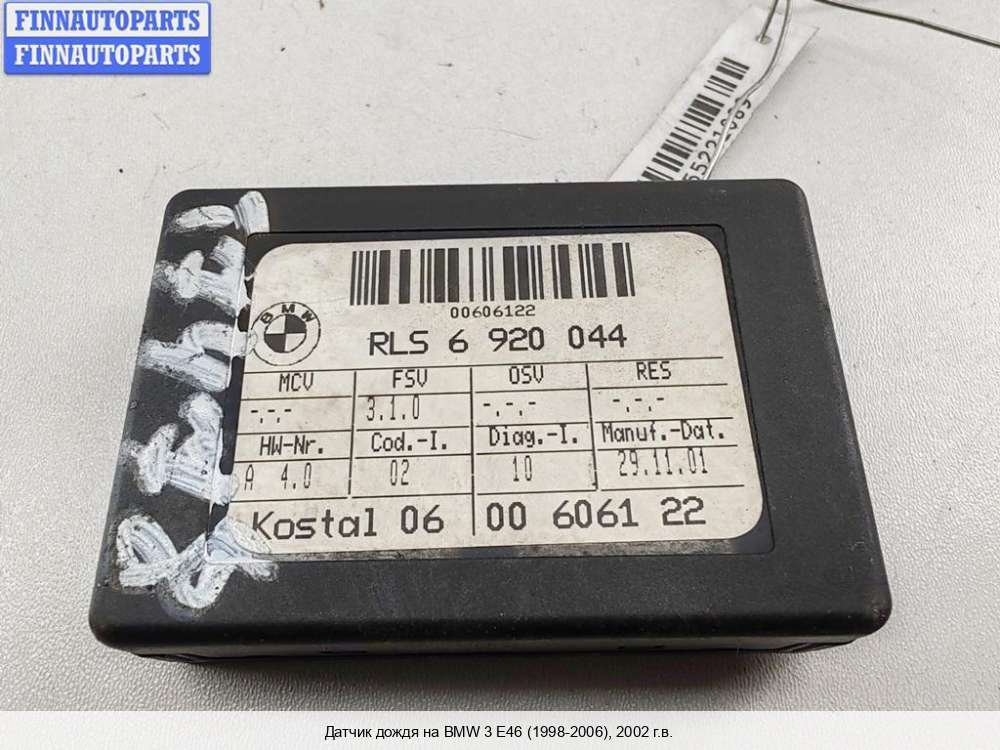 FINNAUTOPARTS
FINNAUTOPARTS
00606122
BMW
RLS 6 920 044
MCV FSV OSV RES
-.-.- 3.1.0 -.-.- -.-.-
HW-Nr. Cod.-I. Diag.-I. Manuf.-Dat.
A 4.0 02 10 29.11.01
Kostal 06 00 6061 22
Датчик дождя на BMW 3 E46 (1998-2006), 2002 г.в.